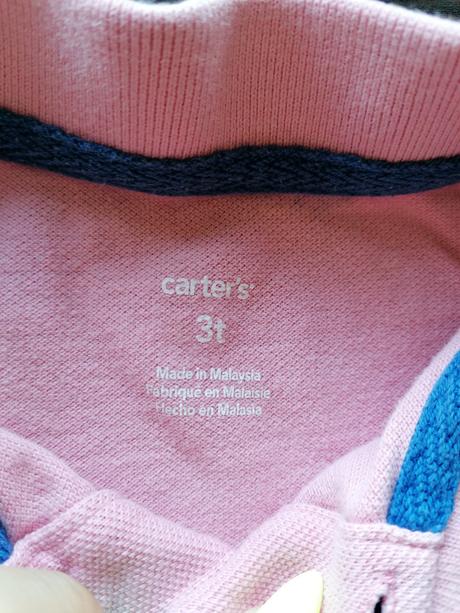 carter's
3t
Made in Malaysia
Fabriqué en Malaisie
Hecho en Malasia